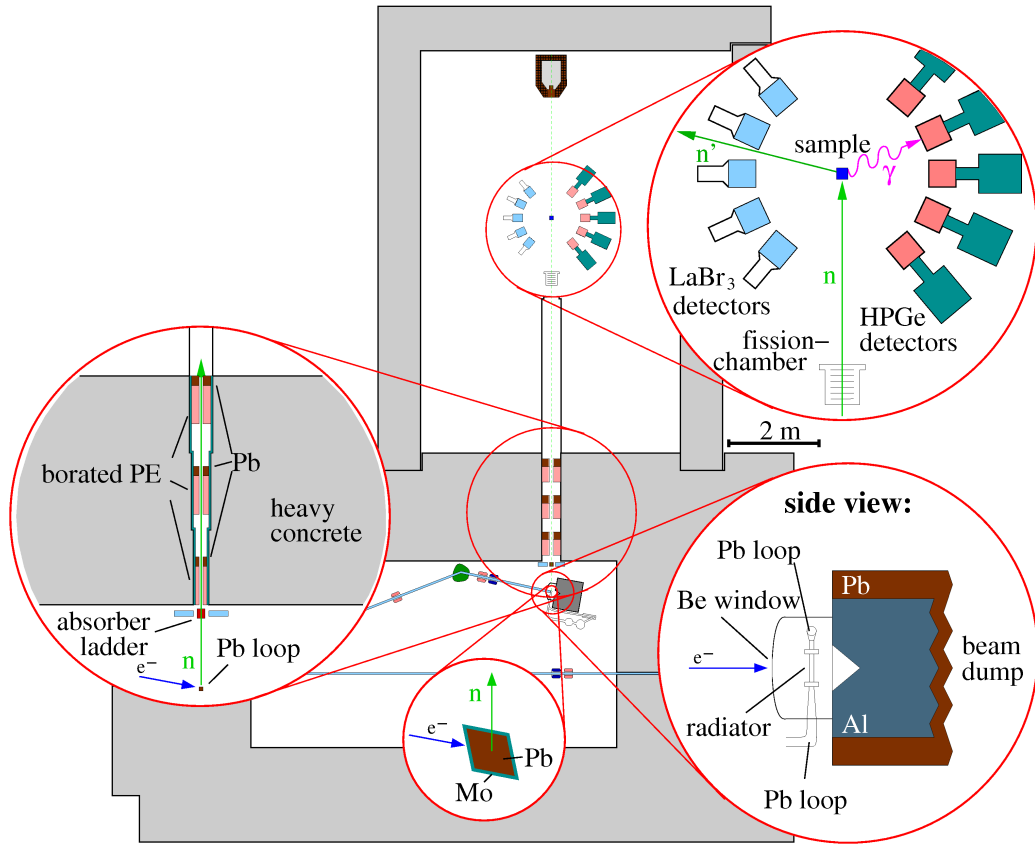 sample
n'
γ
LaBr3
detectors
n
HPGe
detectors
fission−
chamber
2 m
borated PE
Pb
heavy
concrete
absorber
ladder
e−
n
Pb loop
side view:
Pb loop
Pb
Be window
e−
beam
dump
radiator
Al
Pb loop
n
e−
Pb
Mo